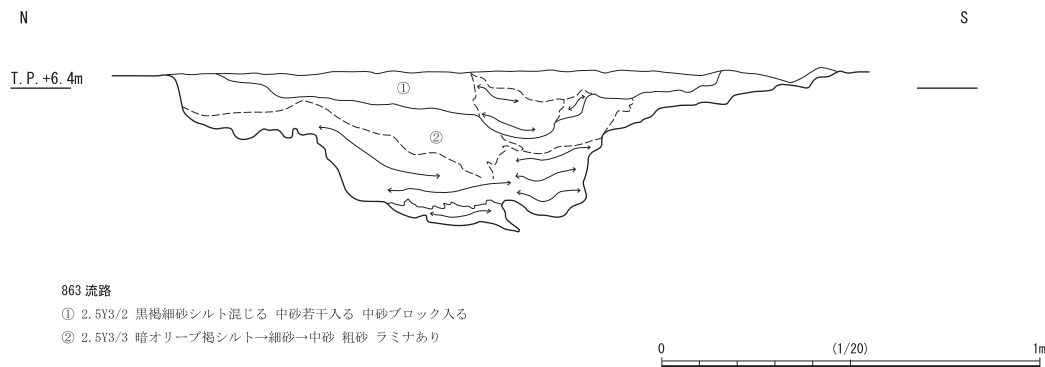 N S
T.P.+6.4m
①
②
863 流路
① 2.5Y3/2 黒褐細砂シルト混じる 中砂若干入る 中砂ブロック入る
② 2.5Y3/3 暗オリーブ褐シルト→細砂→中砂 粗砂 ラミナあり
0 (1/20) 1m